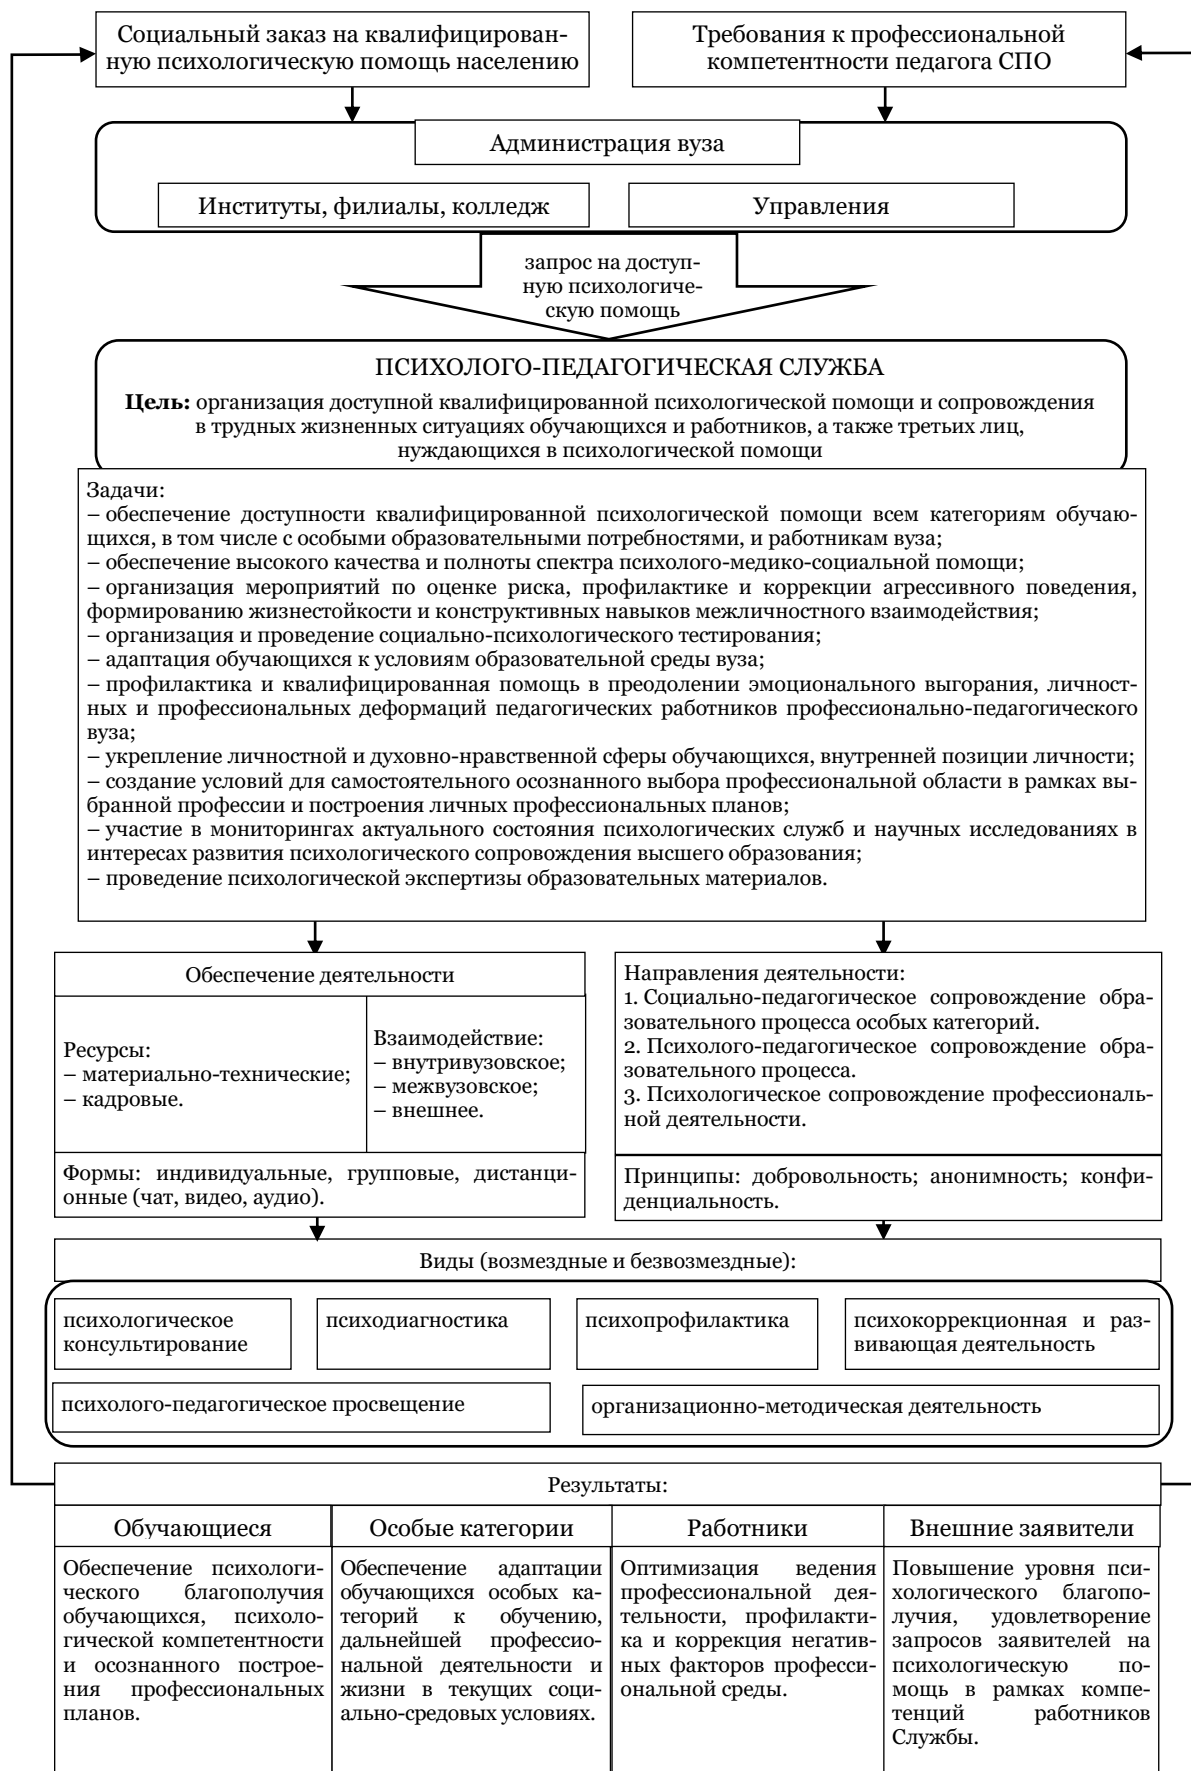 Социальный заказ на квалифицирован-
ную психологическую помощь населению
Требования к профессиональной
компетентности педагога СПО
Администрация вуза
Институты, филиалы, колледж
Управления
запрос на доступ-
ную психологиче-
скую помощь
ПСИХОЛОГО-ПЕДАГОГИЧЕСКАЯ СЛУЖБА
Цель: организация доступной квалифицированной психологической помощи и сопровождения
в трудных жизненных ситуациях обучающихся и работников, а также третьих лиц,
нуждающихся в психологической помощи
Задачи:
– обеспечение доступности квалифицированной психологической помощи всем категориям обучаю-
щихся, в том числе с особыми образовательными потребностями, и работникам вуза;
– обеспечение высокого качества и полноты спектра психолого-медико-социальной помощи;
– организация мероприятий по оценке риска, профилактике и коррекции агрессивного поведения,
формированию жизнестойкости и конструктивных навыков межличностного взаимодействия;
– организация и проведение социально-психологического тестирования;
– адаптация обучающихся к условиям образовательной среды вуза;
– профилактика и квалифицированная помощь в преодолении эмоционального выгорания, личност-
ных и профессиональных деформаций педагогических работников профессионально-педагогического
вуза;
– укрепление личностной и духовно-нравственной сферы обучающихся, внутренней позиции личности;
– создание условий для самостоятельного осознанного выбора профессиональной области в рамках вы-
бранной профессии и построения личных профессиональных планов;
– участие в мониторингах актуального состояния психологических служб и научных исследованиях в
интересах развития психологического сопровождения высшего образования;
– проведение психологической экспертизы образовательных материалов.
Обеспечение деятельности
Ресурсы:
– материально-технические;
– кадровые.
Взаимодействие:
– внутривузовское;
– межвузовское;
– внешнее.
Формы: индивидуальные, групповые, дистанци-
онные (чат, видео, аудио).
Направления деятельности:
1. Социально-педагогическое сопровождение обра-
зовательного процесса особых категорий.
2. Психолого-педагогическое сопровождение обра-
зовательного процесса.
3. Психологическое сопровождение профессиональ-
ной деятельности.
Принципы: добровольность; анонимность; конфи-
денциальность.
Виды (возмездные и безвозмездные):
психологическое
консультирование
психодиагностика
психопрофилактика
психокоррекционная и раз-
вивающая деятельность
психолого-педагогическое просвещение
организационно-методическая деятельность
Результаты:
Обучающиеся
Особые категории
Работники
Внешние заявители
Обеспечение психологи-
ческого благополучия
обучающихся, психоло-
гической компетентности
и осознанного построе-
ния профессиональных
планов.
Обеспечение адаптации
обучающихся особых ка-
тегорий к обучению,
дальнейшей профессио-
нальной деятельности и
жизни в текущих соци-
ально-средовых условиях.
Оптимизация ведения
профессиональной дея-
тельности, профилакти-
ка и коррекция негатив-
ных факторов професси-
ональной среды.
Повышение уровня пси-
хологического благопо-
лучия, удовлетворение
запросов заявителей на
психологическую по-
мощь в рамках компе-
тенций работников
Службы.